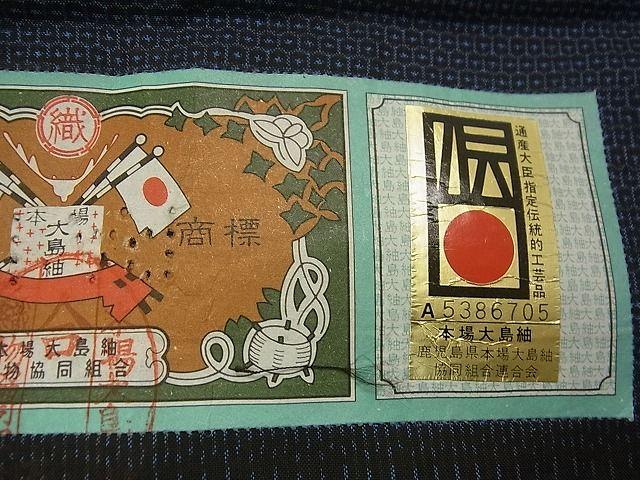 織
本場
大島紬
商標
本場大島紬
物協同組合
伝
通産大臣指定伝統的工芸品
A5386705
本場大島紬
鹿児島県本場大島紬
協同組合連合会